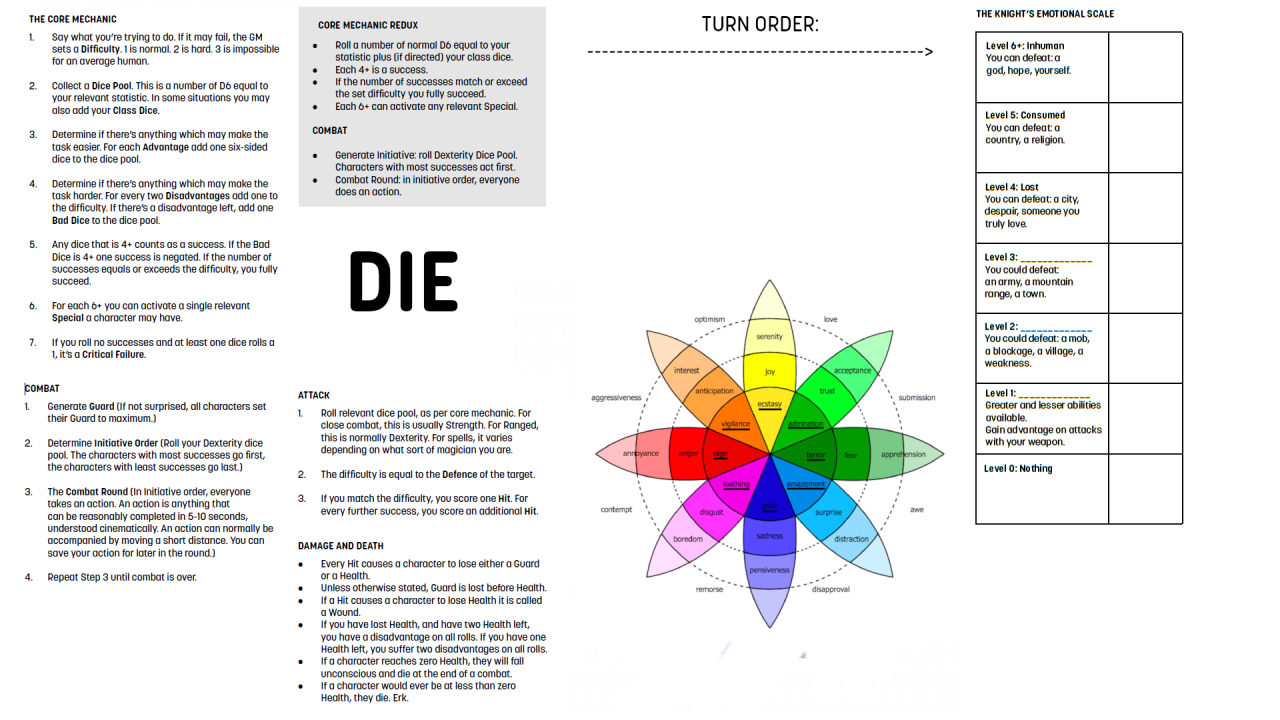 THE CORE MECHANIC
1. Say what you're trying to do. If it may fail, the GM
sets a Difficulty. 1 is normal. 2 is hard. 3 is impossible
for an average human.
2. Collect a Dice Pool. This is a number of D6 equal to
your relevant statistic. In some situations you may
also add your Class Dice.
3. Determine if there's anything which may make the
task easier. For each Advantage add one six-sided
dice to the dice pool.
4. Determine if there's anything which may make the
task harder. For every two Disadvantages add one to
the difficulty. If there's a disadvantage left, add one
Bad Dice to the dice pool.
5. Any dice that is 4+ counts as a success. If the Bad
Dice is 4+ one success is negated. If the number of
successes equals or exceeds the difficulty, you fully
succeed.
6. For each 6+ you can activate a single relevant
Special a character may have.
7. If you roll no successes and at least one dice rolls a
1, it's a Critical Failure.
COMBAT
1. Generate Guard (If not surprised, all characters set
their Guard to maximum.)
2. Determine Initiative Order (Roll your Dexterity dice
pool. The characters with most successes go first,
the characters with least successes go last.)
3. The Combat Round (In Initiative order, everyone
takes an action. An action is anything that
can be reasonably completed in 5-10 seconds,
understood cinematically. An action can normally be
accompanied by moving a short distance. You can
save your action for later in the round.)
4. Repeat Step 3 until combat is over.
CORE MECHANIC REDUX
• Roll a number of normal D6 equal to your
statistic plus (if directed) your class dice.
• Each 4+ is a success.
• If the number of successes match or exceed
the set difficulty you fully succeed.
• Each 6+ can activate any relevant Special.
COMBAT
• Generate Initiative: roll Dexterity Dice Pool.
Characters with most successes act first.
• Combat Round: in initiative order, everyone
does an action.
DIE
ATTACK
1. Roll relevant dice pool, as per core mechanic. For
close combat, this is usually Strength. For Ranged,
this is normally Dexterity. For spells, it varies
depending on what sort of magician you are.
2. The difficulty is equal to the Defence of the target.
3. If you match the difficulty, you score one Hit. For
every further success, you score an additional Hit.
DAMAGE AND DEATH
• Every Hit causes a character to lose either a Guard
or a Health.
• Unless otherwise stated, Guard is lost before Health.
• If a Hit causes a character to lose Health it is called
a Wound.
• If you have lost Health, and have two Health left,
you have a disadvantage on all rolls. If you have one
Health left, you suffer two disadvantages on all rolls.
• If a character reaches zero Health, they will fall
unconscious and die at the end of a combat.
• If a character would ever be at less than zero
Health, they die. Erk.
TURN ORDER:
optimism
love
serenity
interest
joy
acceptance
anticipation
trust
aggressiveness
submission
ecstasy
vigilance
admiration
annoyance
anger
rage
terror
fear
apprehension
loathing
amazement
contempt
grief
awe
disgust
surprise
boredom
sadness
distraction
pensiveness
remorse
disapproval
THE KNIGHT'S EMOTIONAL SCALE
Level 6+: Inhuman
You can defeat: a
god, hope, yourself.
Level 5: Consumed
You can defeat: a
country, a religion.
Level 4: Lost
You can defeat: a city,
despair, someone you
truly love.
Level 3: _____________
You could defeat:
an army, a mountain
range, a town.
Level 2: _____________
You could defeat: a mob,
a blockage, a village, a
weakness.
Level 1: _____________
Greater and lesser abilities
available.
Gain advantage on attacks
with your weapon.
Level 0: Nothing